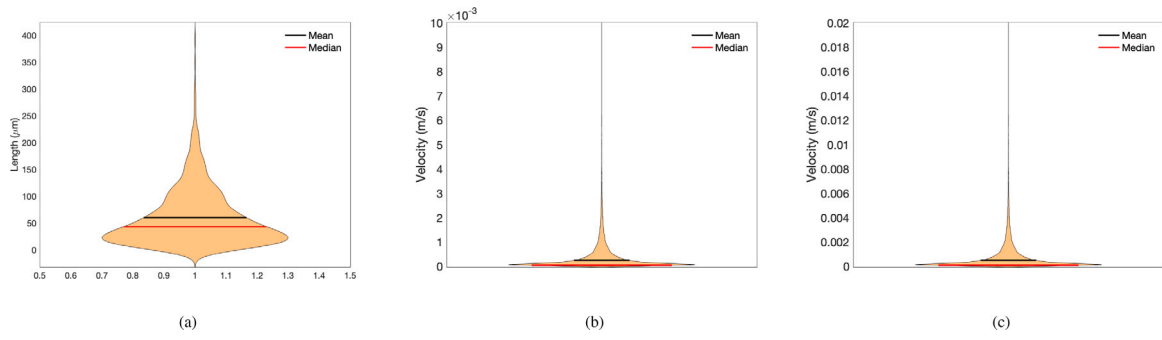 400
350
300
250
200
150
100
50
0
Length (μm)
0.5 0.6 0.7 0.8 0.9 1 1.1 1.2 1.3 1.4 1.5
Mean
Median
(a)
×10⁻³
10
9
8
7
6
5
4
3
2
1
0
Velocity (m/s)
Mean
Median
(b)
0.02
0.018
0.016
0.014
0.012
0.01
0.008
0.006
0.004
0.002
0
Velocity (m/s)
Mean
Median
(c)